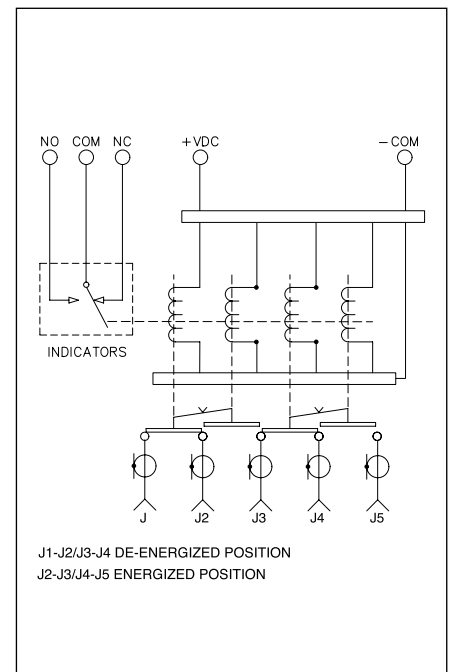 NO COM NC +VDC -COM
INDICATORS
J J2 J3 J4 J5
J1-J2/J3-J4 DE-ENERGIZED POSITION
J2-J3/J4-J5 ENERGIZED POSITION